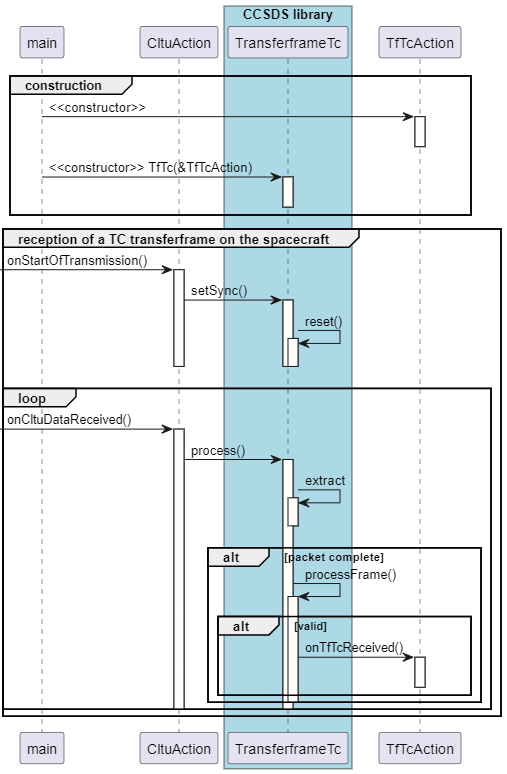 CCSDS library
main
CltuAction
TransferframeTc
TfTcAction
construction
<<constructor>>
<<constructor>> TfTc(&TfTcAction)
reception of a TC transferframe on the spacecraft
onStartOfTransmission()
setSync()
reset()
loop
onCltuDataReceived()
process()
extract
alt [packet complete]
processFrame()
alt [valid]
onTfTcReceived()
main
CltuAction
TransferframeTc
TfTcAction